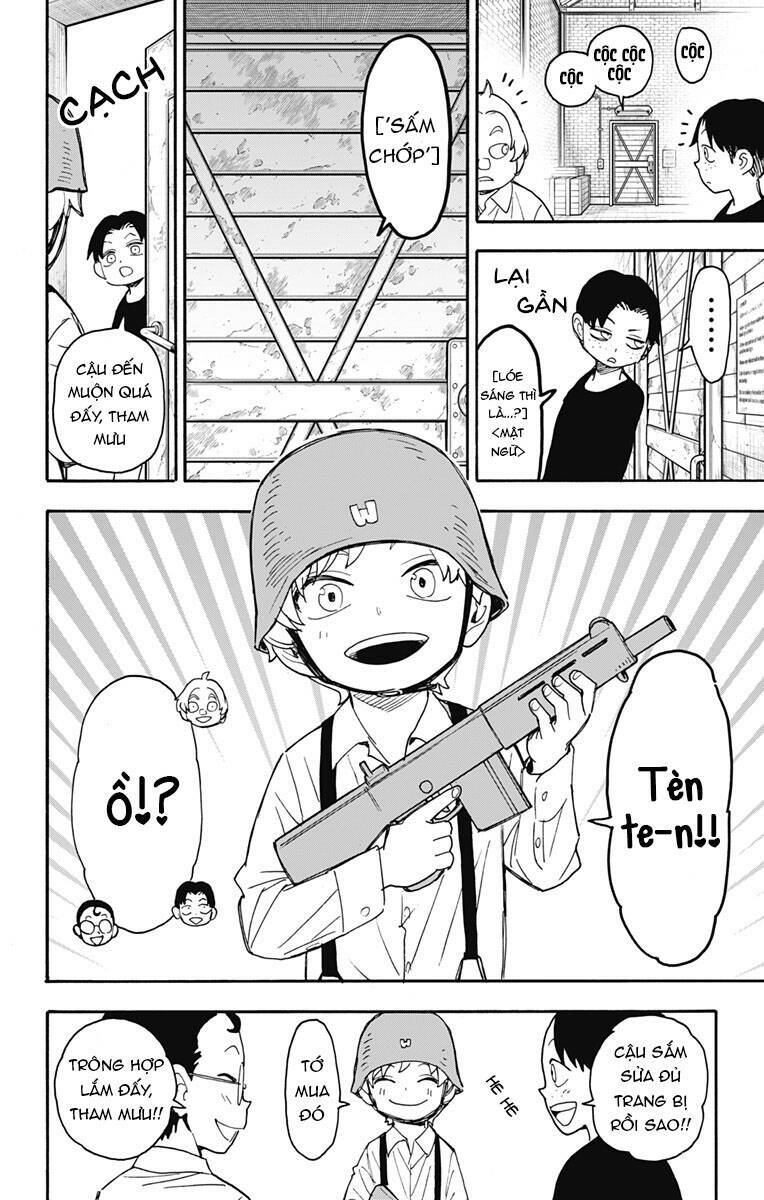 CỘC
CỘC CỘC
CỘC
CỘC
LẠI
GẦN
[LÓE
SÁNG THÌ
LÀ...?]
<MẬT
NGỮ>
['SẤM
CHỚP']
CẠCH
CẬU ĐẾN
MUỘN QUÁ
ĐẤY, THAM
MƯU
W
Tèn
te-n!!
Ồ!?
CẬU SẮM
SỬA ĐỦ
TRANG BỊ
RỒI SAO!!
HE HE
TỚ
MUA
ĐÓ
W
TRÔNG HỢP
LẮM ĐẤY,
THAM MƯU!!